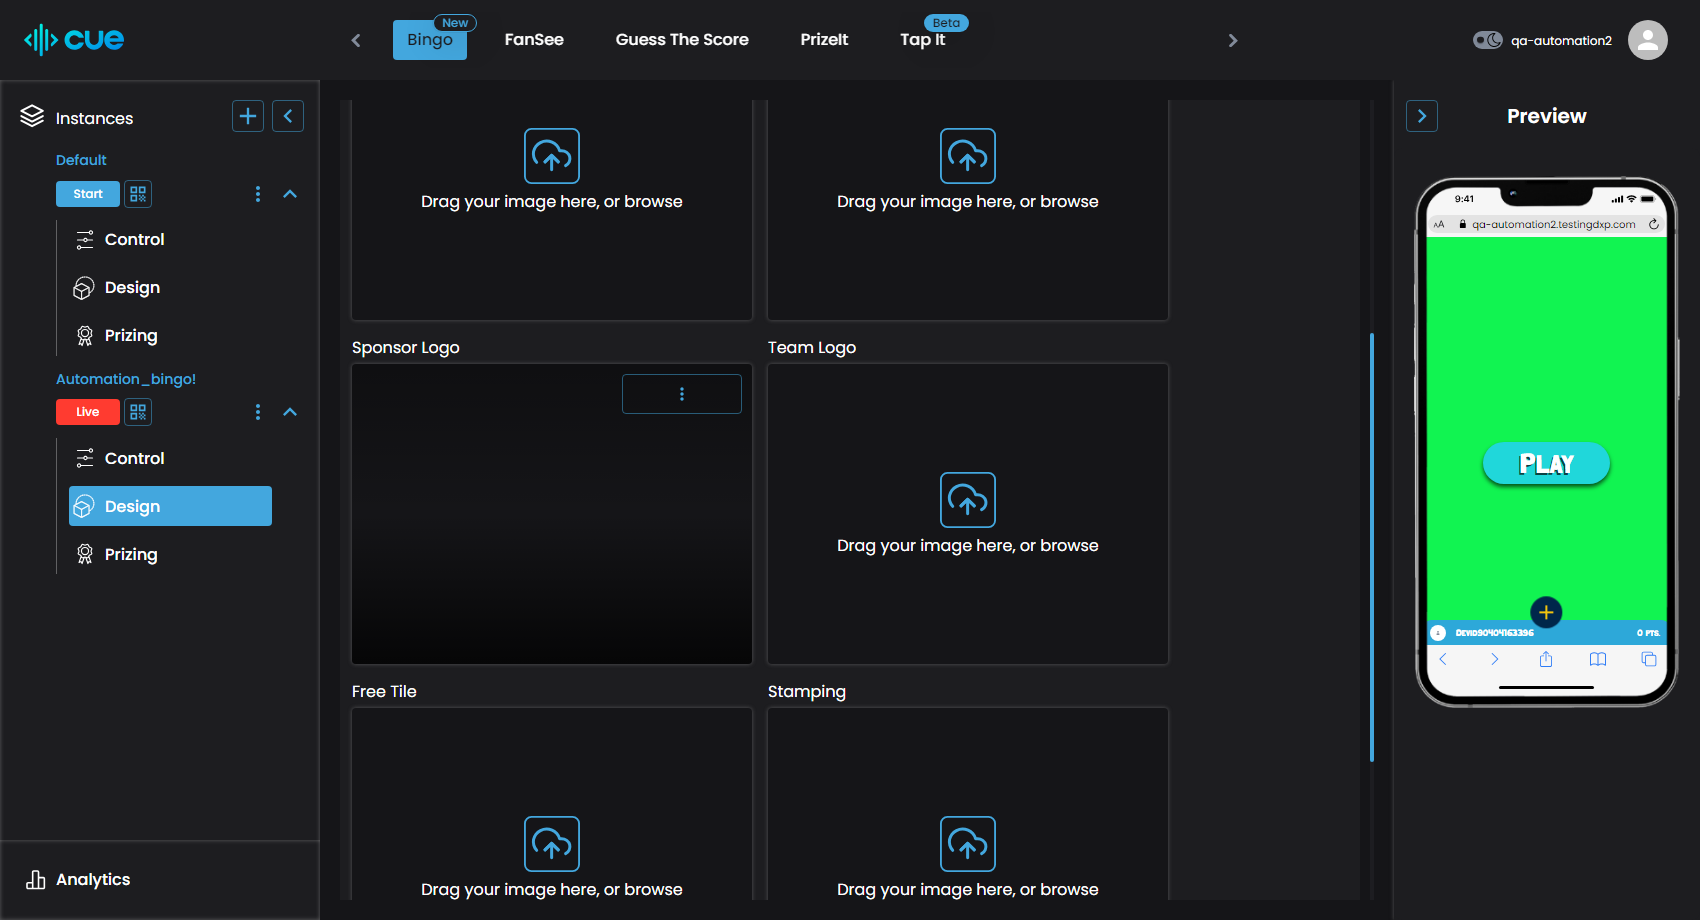 cue
Bingo
New
FanSee
Guess The Score
PrizeIt
Tap It
Beta
qa-automation2
Instances
Default
Start
Control
Design
Prizing
Automation_bingo!
Live
Control
Design
Prizing
Analytics
Drag your image here, or browse
Drag your image here, or browse
Sponsor Logo
Team Logo
Drag your image here, or browse
Free Tile
Stamping
Drag your image here, or browse
Drag your image here, or browse
Preview
9:41
AA
qa-automation2.testingdxp.com
PLAY
DEVID90404163396
0 PTS.